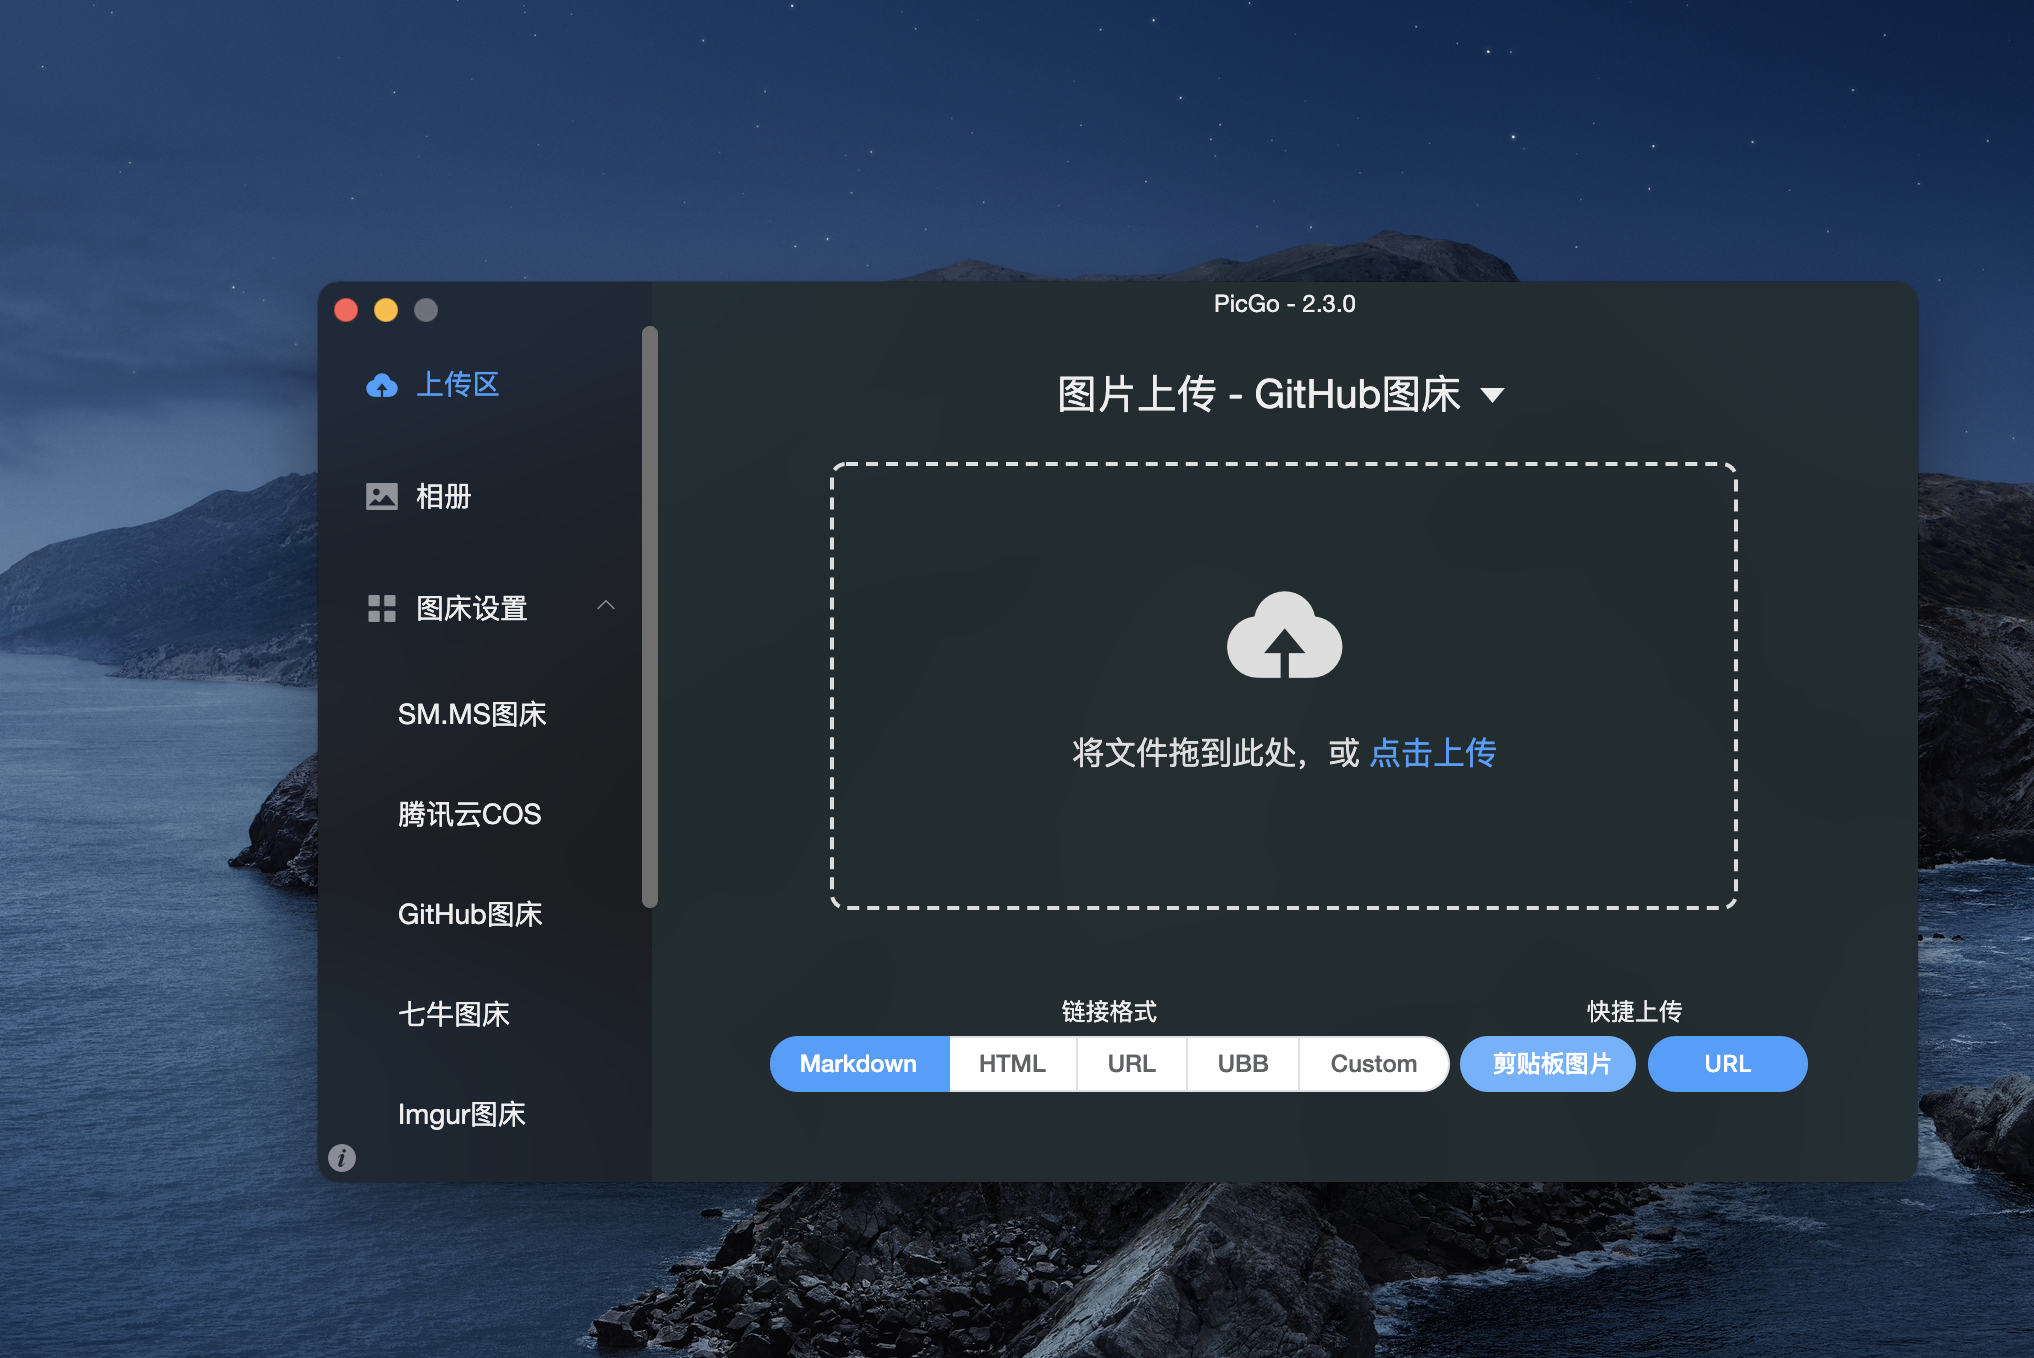 PicGo - 2.3.0
上传区
相册
图床设置
SM.MS图床
腾讯云COS
GitHub图床
七牛图床
Imgur图床
图片上传 - GitHub图床
将文件拖到此处，或 点击上传
链接格式
Markdown HTML URL UBB Custom
快捷上传
剪贴板图片 URL